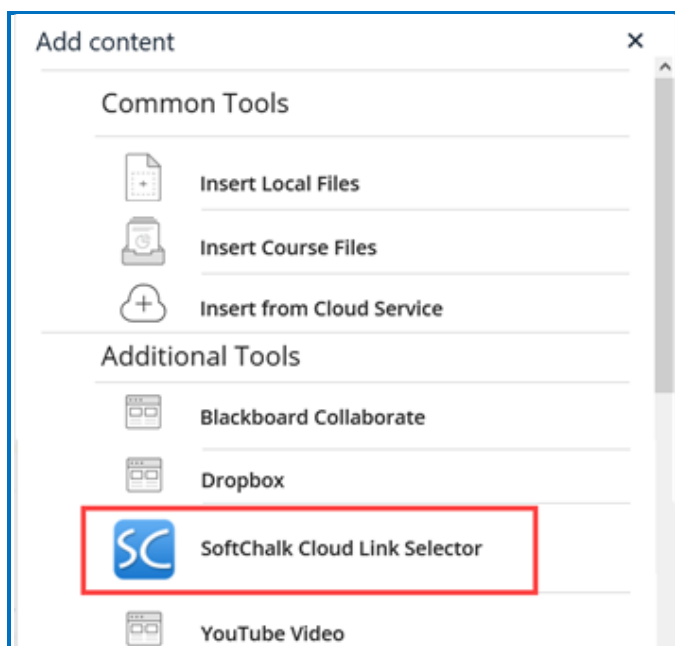 Add content
Common Tools
Insert Local Files
Insert Course Files
Insert from Cloud Service
Additional Tools
Blackboard Collaborate
Dropbox
SC
SoftChalk Cloud Link Selector
YouTube Video